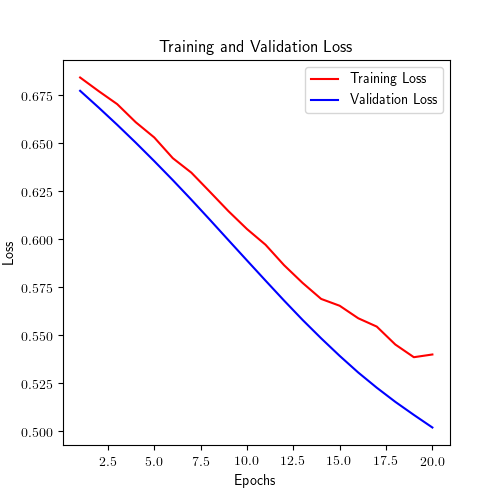 Training and Validation Loss
Training Loss
Validation Loss
0.675
0.650
0.625
0.600
0.575
0.550
0.525
0.500
Loss
2.5 5.0 7.5 10.0 12.5 15.0 17.5 20.0
Epochs